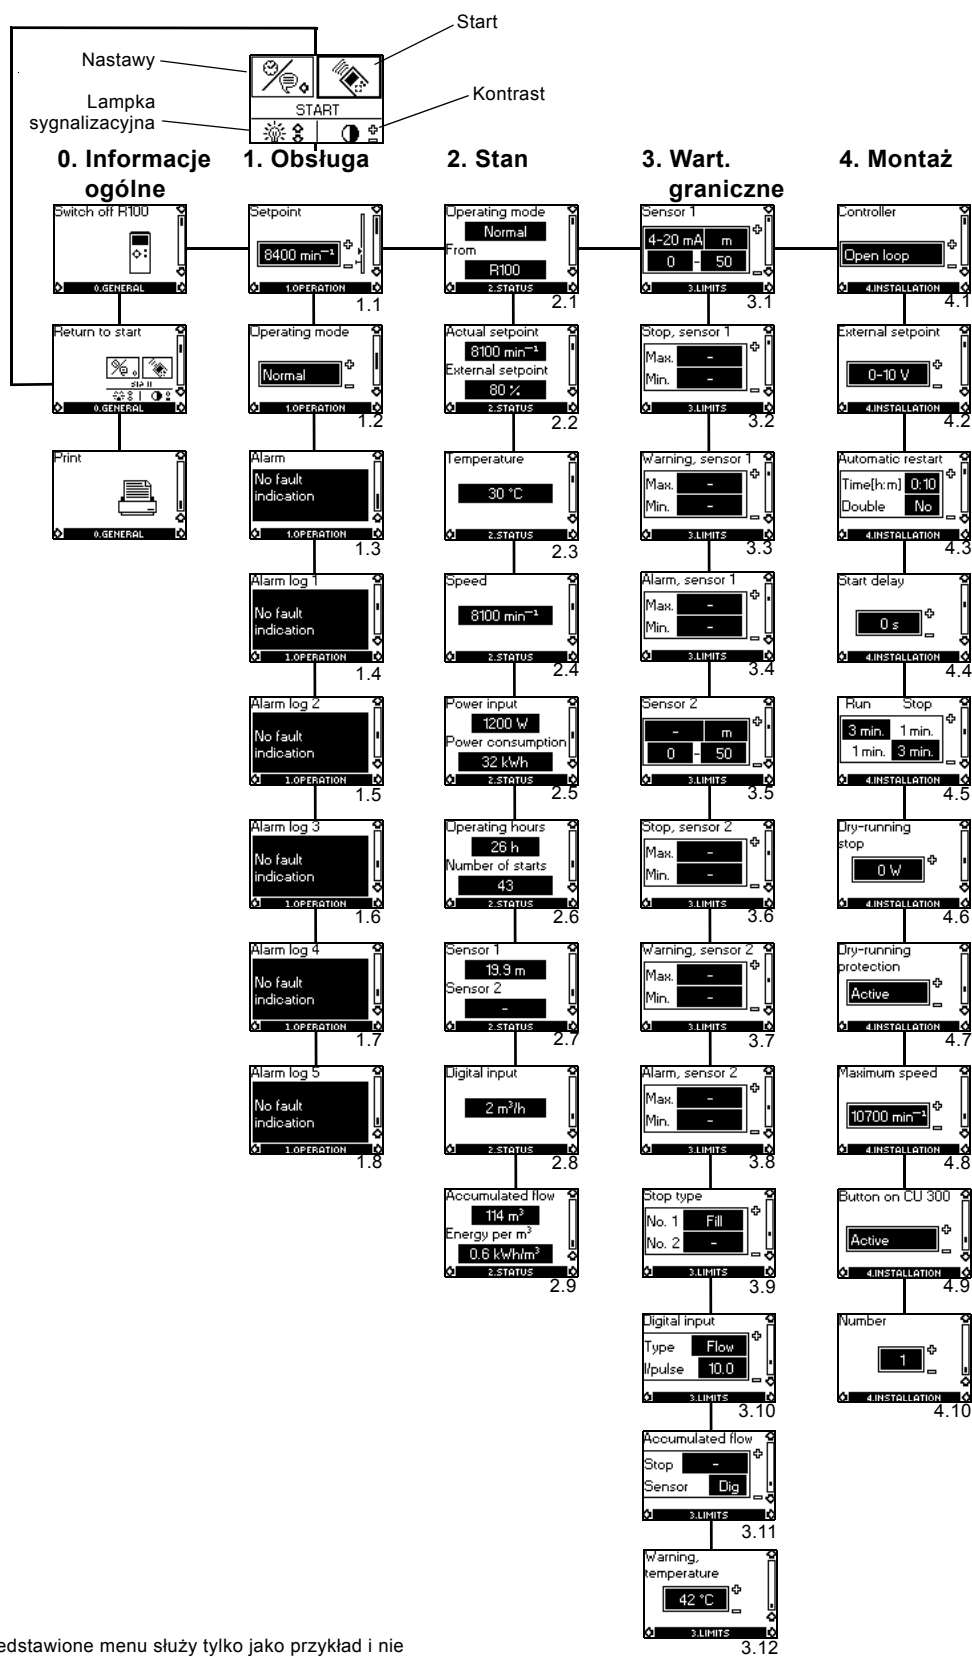 Start
Nastawy
Lampka
sygnalizacyjna
Kontrast
START
0. Informacje
ogólne
1. Obsługa
2. Stan
3. Wart.
graniczne
4. Montaż
Switch off R100
0.GENERAL
Return to start
START
0.GENERAL
Print
0.GENERAL
Setpoint
8400 min⁻¹
1.OPERATION
1.1
Operating mode
Normal
1.OPERATION
1.2
Alarm
No fault
indication
1.OPERATION
1.3
Alarm log 1
No fault
indication
1.OPERATION
1.4
Alarm log 2
No fault
indication
1.OPERATION
1.5
Alarm log 3
No fault
indication
1.OPERATION
1.6
Alarm log 4
No fault
indication
1.OPERATION
1.7
Alarm log 5
No fault
indication
1.OPERATION
1.8
Operating mode
Normal
From
R100
2.STATUS
2.1
Actual setpoint
8100 min⁻¹
External setpoint
80 %
2.STATUS
2.2
Temperature
30 °C
2.STATUS
2.3
Speed
8100 min⁻¹
2.STATUS
2.4
Power input
1200 W
Power consumption
32 kWh
2.STATUS
2.5
Operating hours
26 h
Number of starts
43
2.STATUS
2.6
Sensor 1
19.9 m
Sensor 2
-
2.STATUS
2.7
Digital input
2 m³/h
2.STATUS
2.8
Accumulated flow
114 m³
Energy per m³
0.6 kWh/m³
2.STATUS
2.9
Sensor 1
4-20 mA m
0 - 50
3.LIMITS
3.1
Stop, sensor 1
Max. -
Min. -
3.LIMITS
3.2
Warning, sensor 1
Max. -
Min. -
3.LIMITS
3.3
Alarm, sensor 1
Max. -
Min. -
3.LIMITS
3.4
Sensor 2
- m
0 - 50
3.LIMITS
3.5
Stop, sensor 2
Max. -
Min. -
3.LIMITS
3.6
Warning, sensor 2
Max. -
Min. -
3.LIMITS
3.7
Alarm, sensor 2
Max. -
Min. -
3.LIMITS
3.8
Stop type
No. 1 Fill
No. 2 -
3.LIMITS
3.9
Digital input
Type Flow
l/pulse 10.0
3.LIMITS
3.10
Accumulated flow
Stop -
Sensor Dig
3.LIMITS
3.11
Warning,
temperature
42 °C
3.LIMITS
3.12
Controller
Open loop
4.INSTALLATION
4.1
External setpoint
0-10 V
4.INSTALLATION
4.2
Automatic restart
Time[h:m] 0:10
Double No
4.INSTALLATION
4.3
Start delay
0 s
4.INSTALLATION
4.4
Run Stop
3 min. 1 min.
1 min. 3 min.
4.INSTALLATION
4.5
Dry-running
stop
0 W
4.INSTALLATION
4.6
Dry-running
protection
Active
4.INSTALLATION
4.7
Maximum speed
10700 min⁻¹
4.INSTALLATION
4.8
Button on CU 300
Active
4.INSTALLATION
4.9
Number
1
4.INSTALLATION
4.10
edstawione menu służy tylko jako przykład i nie